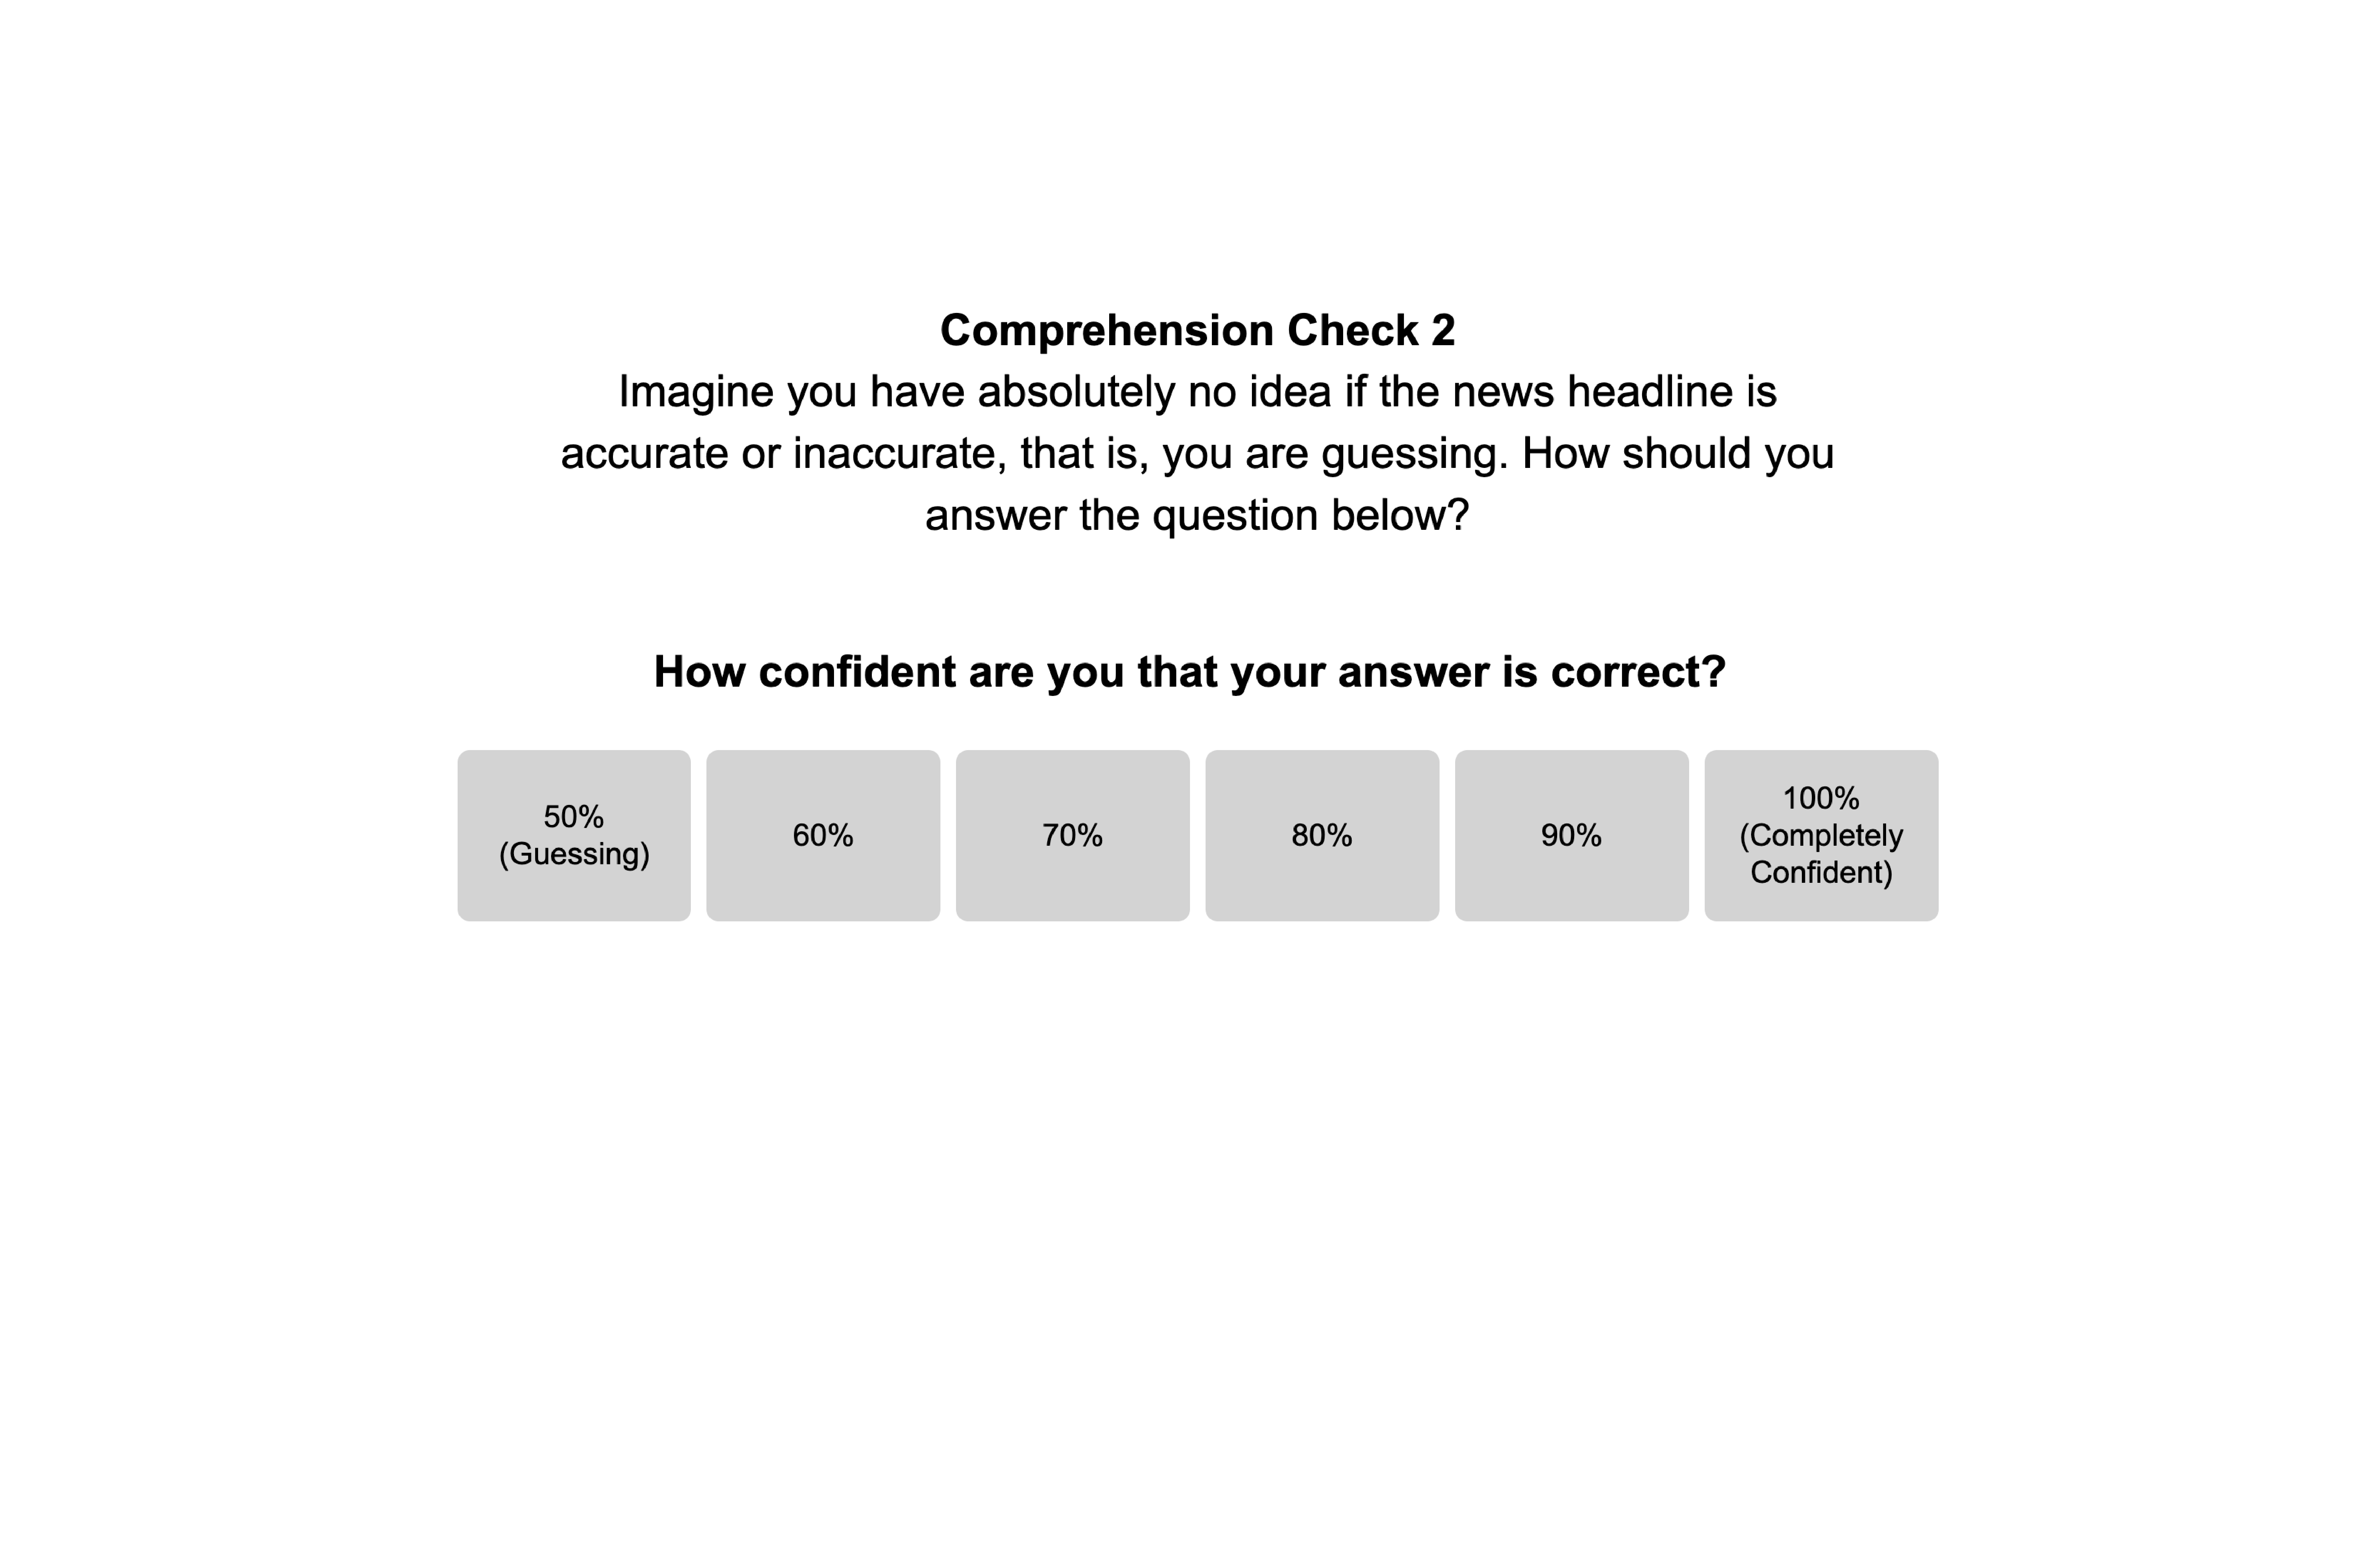 Comprehension Check 2
Imagine you have absolutely no idea if the news headline is
accurate or inaccurate, that is, you are guessing. How should you
answer the question below?
How confident are you that your answer is correct?
50%
(Guessing)
60%
70%
80%
90%
100%
(Completely
Confident)